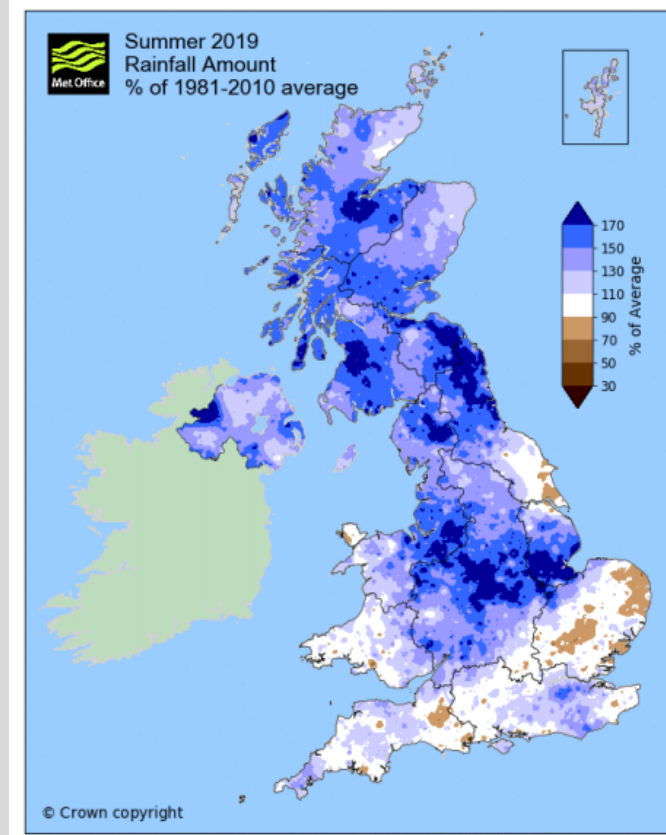 Met Office
Summer 2019
Rainfall Amount
% of 1981-2010 average
170
150
130
110
90
70
50
30
% of Average
© Crown copyright